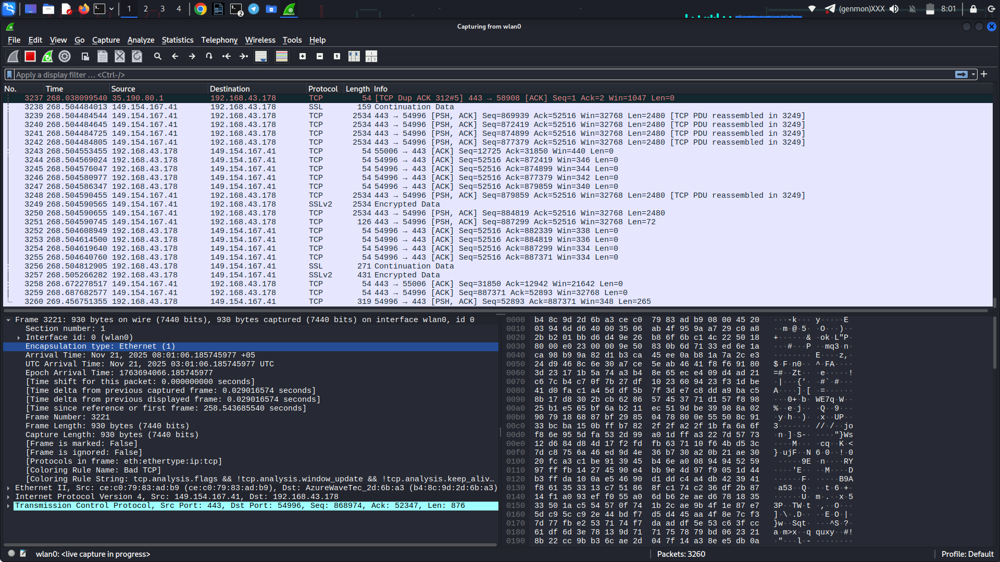 1 2 3 4 2 (genmon)XXX 8:01
Capturing from wlan0
File Edit View Go Capture Analyze Statistics Telephony Wireless Tools Help
Apply a display filter … <Ctrl-/>
No. Time Source Destination Protocol Length Info
3237 268.038099540 35.190.80.1 192.168.43.178 TCP 54 [TCP Dup ACK 312#5] 443 → 58908 [ACK] Seq=1 Ack=2 Win=1047 Len=0
3238 268.504484013 149.154.167.41 192.168.43.178 SSL 159 Continuation Data
3239 268.504484544 149.154.167.41 192.168.43.178 TCP 2534 443 → 54996 [PSH, ACK] Seq=869939 Ack=52516 Win=32768 Len=2480 [TCP PDU reassembled in 3249]
3240 268.504484645 149.154.167.41 192.168.43.178 TCP 2534 443 → 54996 [PSH, ACK] Seq=872419 Ack=52516 Win=32768 Len=2480 [TCP PDU reassembled in 3249]
3241 268.504484725 149.154.167.41 192.168.43.178 TCP 2534 443 → 54996 [PSH, ACK] Seq=874899 Ack=52516 Win=32768 Len=2480 [TCP PDU reassembled in 3249]
3242 268.504484805 149.154.167.41 192.168.43.178 TCP 2534 443 → 54996 [PSH, ACK] Seq=877379 Ack=52516 Win=32768 Len=2480 [TCP PDU reassembled in 3249]
3243 268.504553455 192.168.43.178 149.154.167.41 TCP 54 55006 → 443 [ACK] Seq=12725 Ack=31850 Win=440 Len=0
3244 268.504569024 192.168.43.178 149.154.167.41 TCP 54 54996 → 443 [ACK] Seq=52516 Ack=872419 Win=346 Len=0
3245 268.504576047 192.168.43.178 149.154.167.41 TCP 54 54996 → 443 [ACK] Seq=52516 Ack=874899 Win=344 Len=0
3246 268.504580977 192.168.43.178 149.154.167.41 TCP 54 54996 → 443 [ACK] Seq=52516 Ack=877379 Win=342 Len=0
3247 268.504586347 192.168.43.178 149.154.167.41 TCP 54 54996 → 443 [ACK] Seq=52516 Ack=879859 Win=340 Len=0
3248 268.504590455 149.154.167.41 192.168.43.178 TCP 2534 443 → 54996 [PSH, ACK] Seq=879859 Ack=52516 Win=32768 Len=2480 [TCP PDU reassembled in 3249]
3249 268.504590565 149.154.167.41 192.168.43.178 SSLv2 2534 Encrypted Data
3250 268.504590655 149.154.167.41 192.168.43.178 TCP 2534 443 → 54996 [PSH, ACK] Seq=884819 Ack=52516 Win=32768 Len=2480
3251 268.504590745 149.154.167.41 192.168.43.178 TCP 126 443 → 54996 [PSH, ACK] Seq=887299 Ack=52516 Win=32768 Len=72
3252 268.504608949 192.168.43.178 149.154.167.41 TCP 54 54996 → 443 [ACK] Seq=52516 Ack=882339 Win=338 Len=0
3253 268.504614500 192.168.43.178 149.154.167.41 TCP 54 54996 → 443 [ACK] Seq=52516 Ack=884819 Win=336 Len=0
3254 268.504619640 192.168.43.178 149.154.167.41 TCP 54 54996 → 443 [ACK] Seq=52516 Ack=887299 Win=334 Len=0
3255 268.504640760 192.168.43.178 149.154.167.41 TCP 54 54996 → 443 [ACK] Seq=52516 Ack=887371 Win=334 Len=0
3256 268.504812905 192.168.43.178 149.154.167.41 SSL 271 Continuation Data
3257 268.505266282 192.168.43.178 149.154.167.41 SSLv2 431 Encrypted Data
3258 268.672278517 149.154.167.41 192.168.43.178 TCP 54 443 → 55006 [ACK] Seq=31850 Ack=12942 Win=21642 Len=0
3259 268.687682577 149.154.167.41 192.168.43.178 TCP 54 443 → 54996 [ACK] Seq=887371 Ack=52893 Win=32768 Len=0
3260 269.456751355 192.168.43.178 149.154.167.41 TCP 319 54996 → 443 [PSH, ACK] Seq=52893 Ack=887371 Win=348 Len=265
Frame 3221: 930 bytes on wire (7440 bits), 930 bytes captured (7440 bits) on interface wlan0, id 0
Section number: 1
Interface id: 0 (wlan0)
Encapsulation type: Ethernet (1)
Arrival Time: Nov 21, 2025 08:01:06.185745977 +05
UTC Arrival Time: Nov 21, 2025 03:01:06.185745977 UTC
Epoch Arrival Time: 1763694066.185745977
[Time shift for this packet: 0.000000000 seconds]
[Time delta from previous captured frame: 0.029016574 seconds]
[Time delta from previous displayed frame: 0.029016574 seconds]
[Time since reference or first frame: 258.543685540 seconds]
Frame Number: 3221
Frame Length: 930 bytes (7440 bits)
Capture Length: 930 bytes (7440 bits)
[Frame is marked: False]
[Frame is ignored: False]
[Protocols in frame: eth:ethertype:ip:tcp]
[Coloring Rule Name: Bad TCP]
[Coloring Rule String: tcp.analysis.flags && !tcp.analysis.window_update && !tcp.analysis.keep_aliv…
Ethernet II, Src: ce:c0:79:83:ad:b9 (ce:c0:79:83:ad:b9), Dst: AzureWaveTec_2d:6b:a3 (b4:8c:9d:2d:6b:a3)
Internet Protocol Version 4, Src: 149.154.167.41, Dst: 192.168.43.178
Transmission Control Protocol, Src Port: 443, Dst Port: 54996, Seq: 868974, Ack: 52347, Len: 876
0000 b4 8c 9d 2d 6b a3 ce c0 79 83 ad b9 08 00 45 20 ···-k··· y·····E
0010 03 94 6d d6 40 00 35 06 ab 4f 95 9a a7 29 c0 a8 ··m·@·5· ·O···)··
0020 2b b2 01 bb d6 d4 9e 26 b8 6f 6b c1 4c 22 50 18 +······& ·ok·L"P·
0030 80 00 e0 23 00 00 9e 50 83 0b 6d 71 33 ed 6e 1a ···#···P ··mq3·n·
0040 ca 98 b9 9a 82 d1 b3 ca 45 ee 0a b8 1a 7a 2c e3 ········ E····z,·
0050 24 d9 46 8c 6e 30 a7 ce 5e ab 46 41 f8 f6 91 80 $·F·n0·· ^·FA····
0060 3d 23 17 1b 5a 74 a3 b4 8e 65 ec e4 09 d4 ad 21 =#··Zt·· ·e·····!
0070 c6 7c b4 c7 0f 7b 27 df 10 23 60 94 23 f3 1d be ·|···{'· ·#`·#···
0080 41 d0 fa c1 a4 5d df 5b 7f 3d e7 c8 dd a9 ba c5 A····]·[ ·=······
0090 8b 17 d8 30 2b cb 62 86 57 45 37 71 d1 57 f8 98 ···0+·b· WE7q·W··
00a0 25 b1 e5 65 bf 6a b2 11 ec 51 9d be 39 98 8a 02 %··e·j·· ·Q··9···
00b0 90 79 18 68 87 bf 29 85 04 78 80 0e 55 50 8c 91 ·y·h··)· ·x··UP··
00c0 33 bc ba 15 0b ff b7 82 2f 2f a2 2f 1b fa 6a 6f 3······· //·/··jo
00d0 f8 6e 95 5d fa 53 2d 99 a0 1d ff a3 22 7d 57 73 ·n·]·S-· ····"}Ws
00e0 12 d6 84 d8 4d 17 f2 fd fb 63 71 10 f6 4b d5 3c ····M··· ·cq··K·<
00f0 7d c8 75 6a 46 ed 9d 4e 36 b7 30 a2 0b 21 ae 30 }·ujF··N 6·0··!·0
0100 20 fc a3 c1 be 91 39 45 b4 6e a0 08 94 94 52 59 ······9E ·n····RY
0110 97 ff fb 14 27 45 90 e4 bb 9e 4d 97 f9 05 1d 44 ····'E·· ··M····D
0120 b3 ff da 10 0a e5 46 90 d1 dd c4 a4 db 42 39 41 ······F· ·····B9A
0130 f8 61 35 33 13 c7 51 86 8f c1 74 c2 36 df 2b 87 ·a53··Q· ··t·6·+·
0140 14 f1 a0 93 ef f0 55 a0 6d b6 2e ae d6 78 18 35 ······U· m·.··x·5
0150 33 50 1a c5 54 57 0f 74 1b 2c ae 9b 4f 1e 87 e7 3P··TW·t ·,··O···
0160 5d c9 5c c9 2e 44 bd f7 d5 d4 45 aa 4f 8e 7c f3 ]·\·.D·· ··E·O·|·
0170 7d 77 fb e2 53 71 74 f7 da ad df 5e 53 c6 3f cc }w··Sqt· ···^S·?·
0180 61 df 6d 3e 78 13 9d 71 71 75 78 79 bd 06 23 21 a·m>x··q quxy··#!
0190 8b 22 cc 9b b3 6c ae 2d 04 7f 14 a3 8e e5 db 0a ·"···l·- ········
wlan0: <live capture in progress> Packets: 3260 Profile: Default